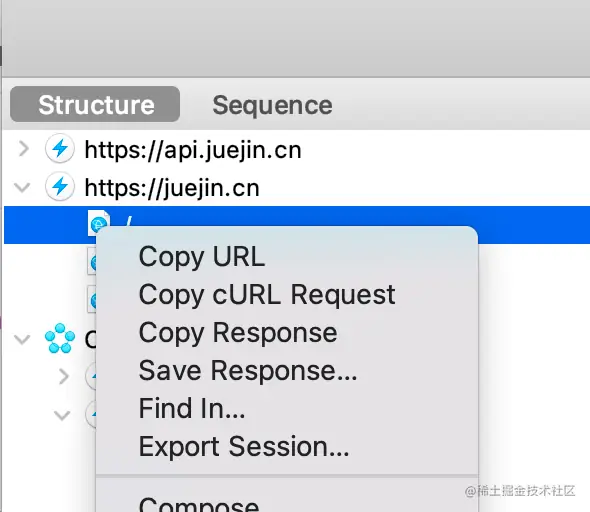 Structure Sequence
https://api.juejin.cn
https://juejin.cn
/
Copy URL
Copy cURL Request
Copy Response
Save Response...
Find In...
Export Session...
Compose
@稀土掘金技术社区